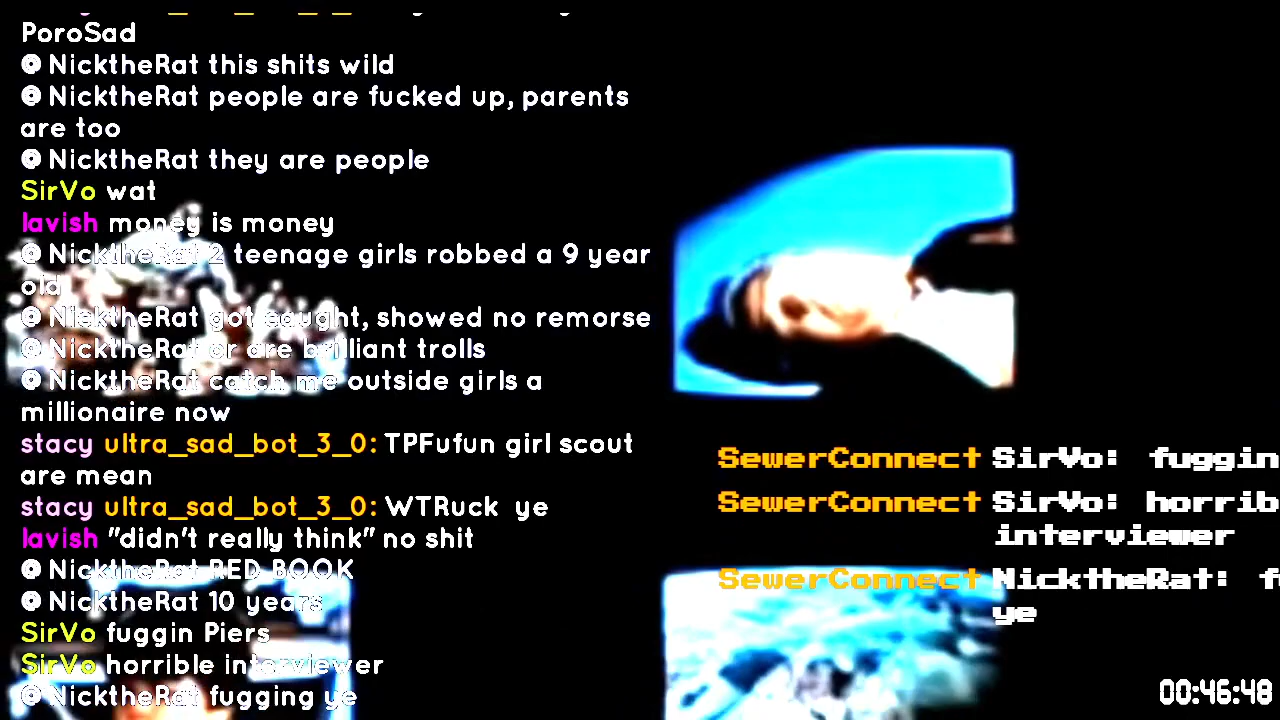 PoroSad
@ NicktheRat this shits wild
@ NicktheRat people are fucked up, parents
are too
@ NicktheRat they are people
SirVo wat
lavish money is money
@ NicktheRat 2 teenage girls robbed a 9 year
old
@ NicktheRat got caught, showed no remorse
@ NicktheRat or are brilliant trolls
@ NicktheRat catch me outside girls a
millionaire now
stacy ultra_sad_bot_3_0: TPFufun girl scout
are mean
stacy ultra_sad_bot_3_0: WTRuck ye
lavish "didn't really think" no shit
@ NicktheRat RED BOOK
@ NicktheRat 10 years
SirVo fuggin Piers
SirVo horrible interviewer
@ NicktheRat fugging ye
SewerConnect SirVo: fuggin
SewerConnect SirVo: horrib
interviewer
SewerConnect NicktheRat: f
ye
00:46:48